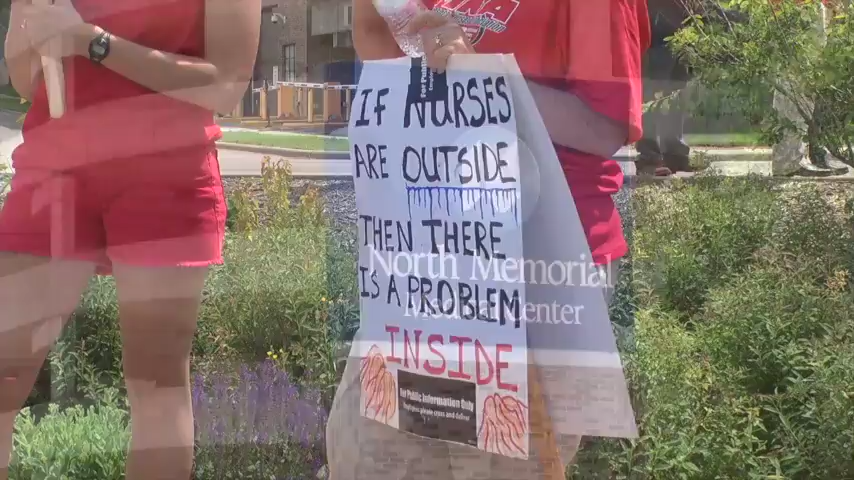 IF NURSES
ARE OUTSIDE
THEN THERE
IS A PROBLEM
INSIDE
For Public Information Only
North Memorial
Medical Center